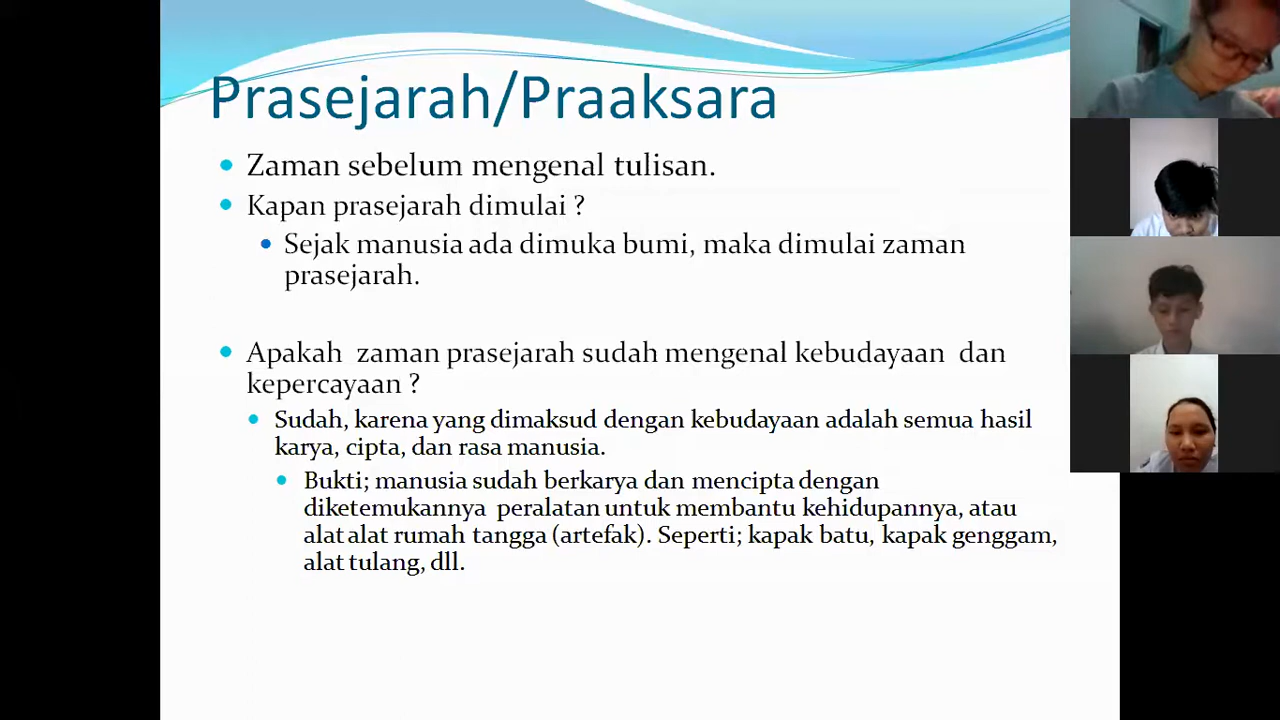 Prasejarah/Praaksara
Zaman sebelum mengenal tulisan.
Kapan prasejarah dimulai ?
Sejak manusia ada dimuka bumi, maka dimulai zaman
prasejarah.
Apakah zaman prasejarah sudah mengenal kebudayaan dan
kepercayaan ?
Sudah, karena yang dimaksud dengan kebudayaan adalah semua hasil
karya, cipta, dan rasa manusia.
Bukti; manusia sudah berkarya dan mencipta dengan
diketemukannya peralatan untuk membantu kehidupannya, atau
alat alat rumah tangga (artefak). Seperti; kapak batu, kapak genggam,
alat tulang, dll.